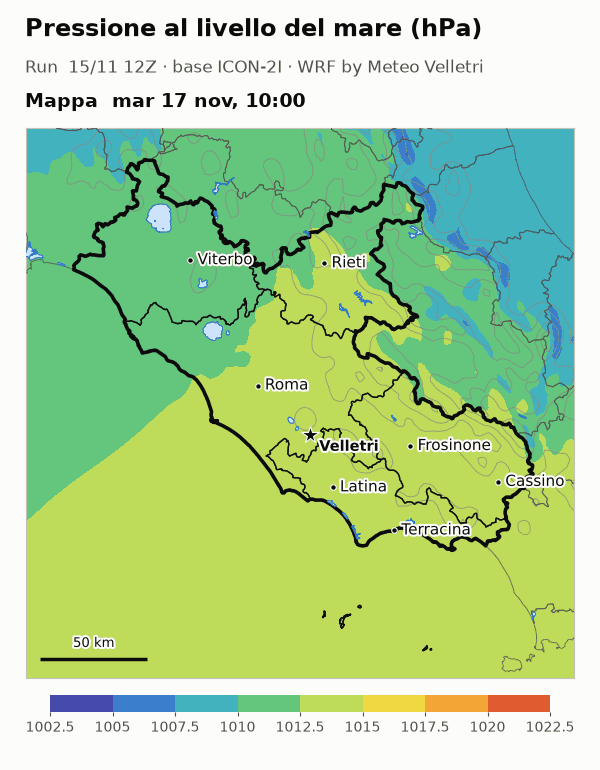 Pressione al livello del mare (hPa)
Run  15/11 12Z · base ICON-2I · WRF by Meteo Velletri
Mappa  mar 17 nov, 10:00
Viterbo
Rieti
Roma
Velletri
Frosinone
Latina
Cassino
Terracina
50 km
1002.5 1005 1007.5 1010 1012.5 1015 1017.5 1020 1022.5